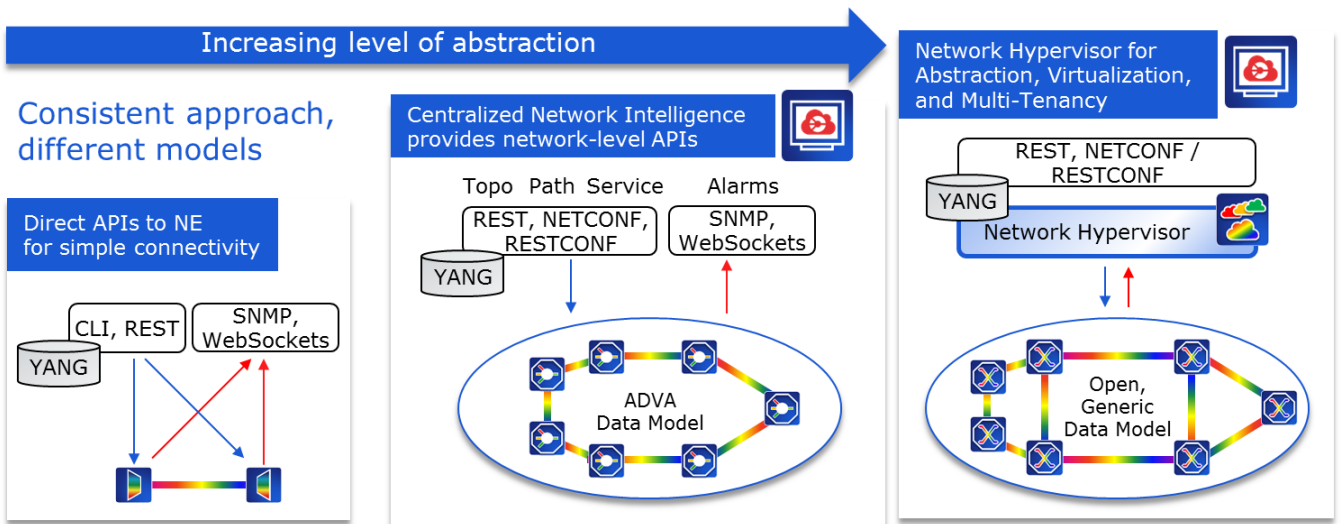 Increasing level of abstraction
Consistent approach,
different models
Direct APIs to NE
for simple connectivity
CLI, REST
SNMP,
WebSockets
YANG
Centralized Network Intelligence
provides network-level APIs
Topo Path Service
Alarms
REST, NETCONF,
RESTCONF
SNMP,
WebSockets
YANG
ADVA
Data Model
Network Hypervisor for
Abstraction, Virtualization,
and Multi-Tenancy
REST, NETCONF /
RESTCONF
YANG
Network Hypervisor
Open,
Generic
Data Model